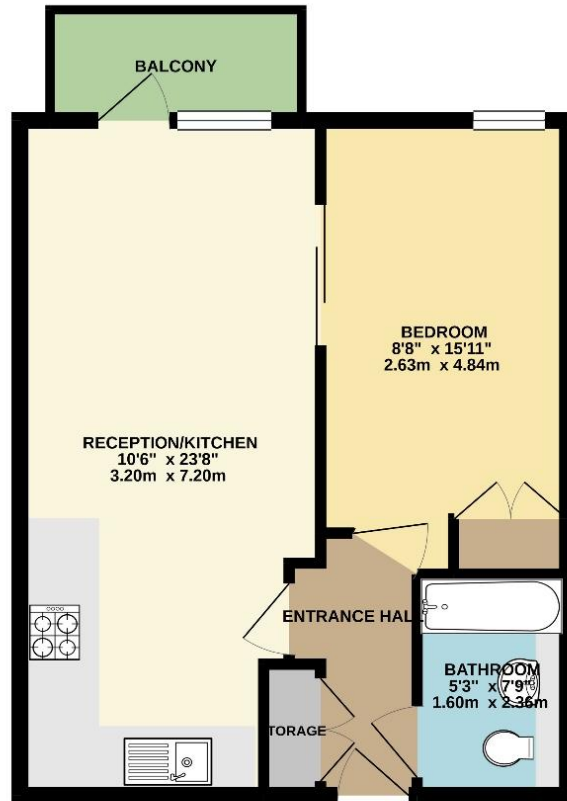 BALCONY
BEDROOM
8'8" x 15'11"
2.63m x 4.84m
RECEPTION/KITCHEN
10'6" x 23'8"
3.20m x 7.20m
ENTRANCE HALL
BATHROOM
5'3" x 7'9"
1.60m x 2.36m
TORAGE